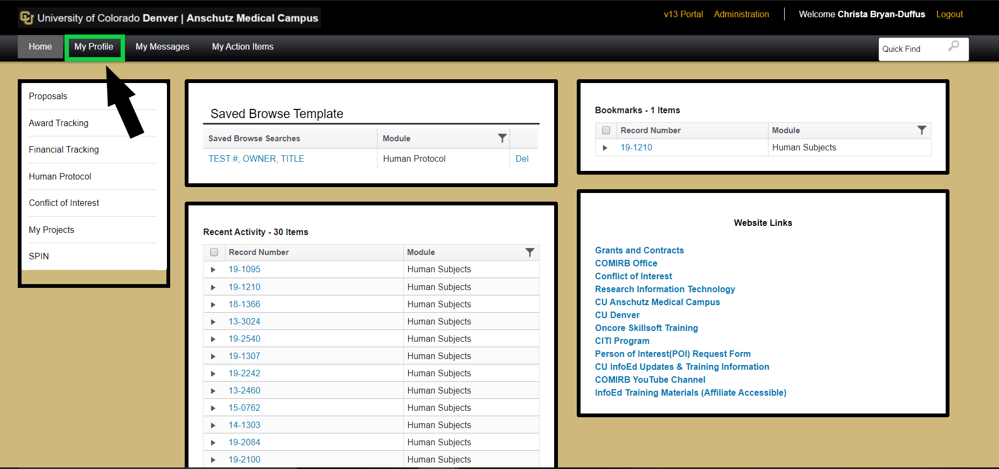 University of Colorado Denver | Anschutz Medical Campus
v13 Portal Administration Welcome Christa Bryan-Duffus Logout
Home My Profile My Messages My Action Items
Quick Find
Proposals
Award Tracking
Financial Tracking
Human Protocol
Conflict of Interest
My Projects
SPIN
Saved Browse Template
Saved Browse Searches Module
TEST #, OWNER, TITLE Human Protocol Del
Recent Activity - 30 Items
Record Number Module
19-1095 Human Subjects
19-1210 Human Subjects
18-1366 Human Subjects
13-3024 Human Subjects
19-2540 Human Subjects
19-1307 Human Subjects
19-2242 Human Subjects
13-2460 Human Subjects
15-0762 Human Subjects
14-1303 Human Subjects
19-2084 Human Subjects
19-2100 Human Subjects
Bookmarks - 1 Items
Record Number Module
19-1210 Human Subjects
Website Links
Grants and Contracts
COMIRB Office
Conflict of Interest
Research Information Technology
CU Anschutz Medical Campus
CU Denver
Oncore Skillsoft Training
CITI Program
Person of Interest(POI) Request Form
CU InfoEd Updates & Training Information
COMIRB YouTube Channel
InfoEd Training Materials (Affiliate Accessible)